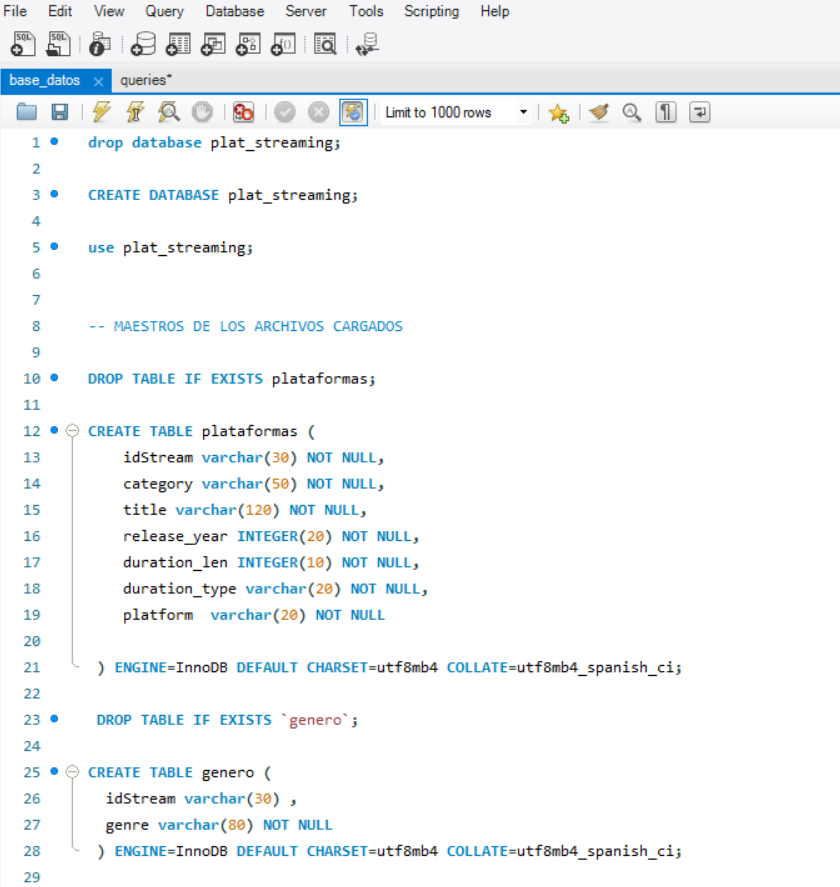 File Edit View Query Database Server Tools Scripting Help
SQL SQL
base_datos queries*
Limit to 1000 rows
1 drop database plat_streaming;
2
3 CREATE DATABASE plat_streaming;
4
5 use plat_streaming;
6
7
8 -- MAESTROS DE LOS ARCHIVOS CARGADOS
9
10 DROP TABLE IF EXISTS plataformas;
11
12 CREATE TABLE plataformas (
13 idStream varchar(30) NOT NULL,
14 category varchar(50) NOT NULL,
15 title varchar(120) NOT NULL,
16 release_year INTEGER(20) NOT NULL,
17 duration_len INTEGER(10) NOT NULL,
18 duration_type varchar(20) NOT NULL,
19 platform  varchar(20) NOT NULL
20
21 ) ENGINE=InnoDB DEFAULT CHARSET=utf8mb4 COLLATE=utf8mb4_spanish_ci;
22
23 DROP TABLE IF EXISTS `genero`;
24
25 CREATE TABLE genero (
26 idStream varchar(30) ,
27 genre varchar(80) NOT NULL
28 ) ENGINE=InnoDB DEFAULT CHARSET=utf8mb4 COLLATE=utf8mb4_spanish_ci;
29